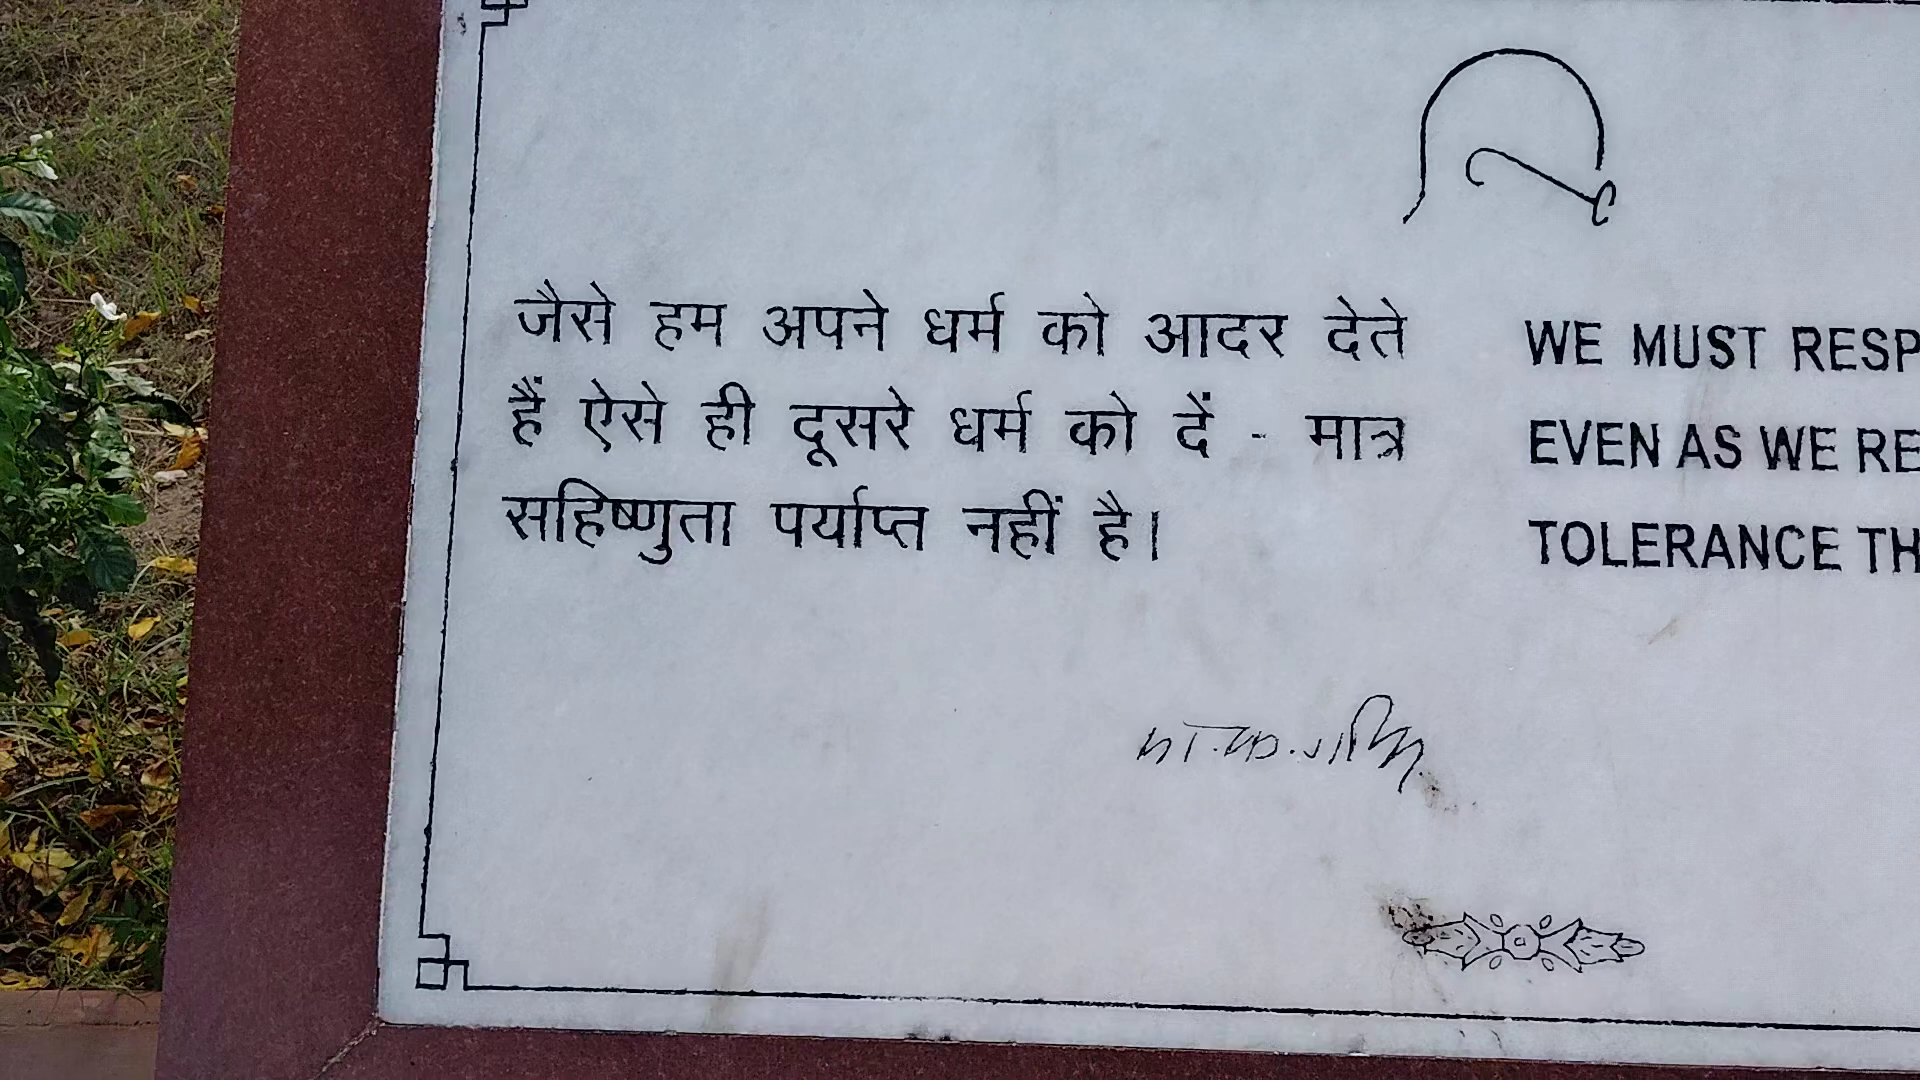 जैसे हम अपने धर्म को आदर देते
हैं ऐसे ही दूसरे धर्म को दें - मात्र
सहिष्णुता पर्याप्त नहीं है।
मो.क.गांधी
WE MUST RESP
EVEN AS WE RE
TOLERANCE TH